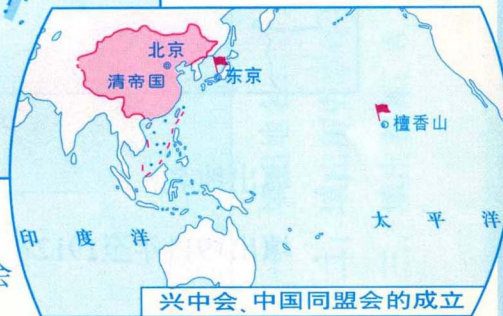 北京
清帝国
东京
檀香山
太平洋
印度洋
会
兴中会、中国同盟会的成立